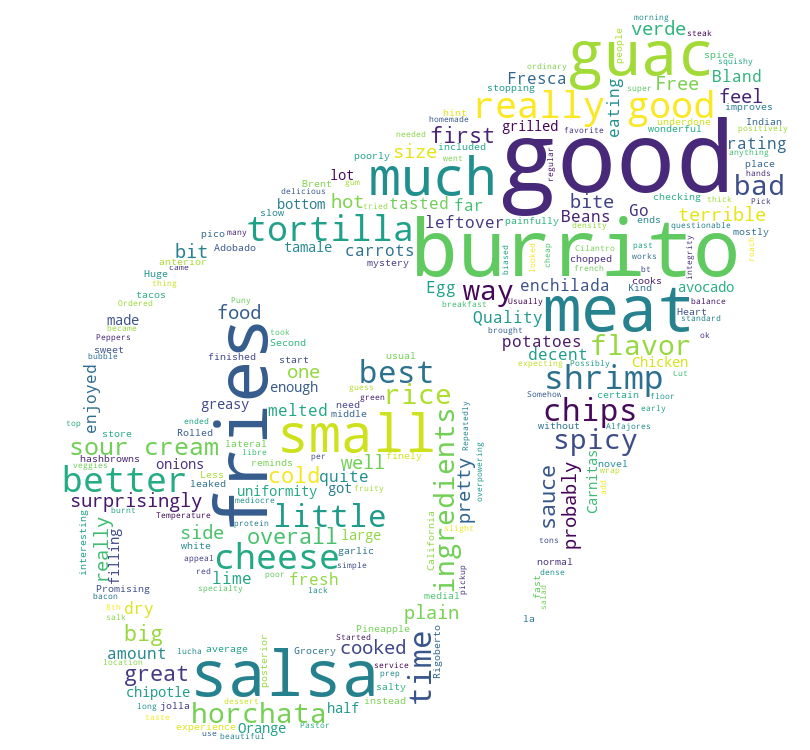 morning
steak
verde
people
guac
spice
squishy
ordinary
Fresca
super
Free
Bland
stopping
eating
feel
improves
hint
homemade
really good
underdone
Indian
needed
first
grilled
favorite
wonderful
positively
size
included
good
rating
anything
poorly
went
regular
place
hands
lot
much
bad
Brent
gum
delicious
tried
bite
Go
checking
thick
Pick
bottom
hot
tasted
far
Beans
terrible
slow
leftover
painfully
ends
questionable
pico
many
tortilla
density
Cilantro
mostly
Adobado
tamale
carrots
burrito
integrity
roach
bit
mystery
biased
looked
cheap
chopped
french
past
works
anterior
came
Huge
thing
Egg
way
enchilada
cooks
bt
avocado
tacos
Usually
breakfast
Kind
meat
balance
Ordered
Puny
Quality
brought
Heart
standard
made
became
food
took
Second
potatoes
flavor
ok
Peppers
sweet
bubble
finished
start
usual
decent
expecting
Possibly
Chicken
Cut
enjoyed
fries
one
best
shrimp
enough
guess
green
rice
Somehow
certain
floor
greasy
melted
need
middle
chips
early
top
store
ended
Rolled
lateral
libre
small
Repeatedly
without
Alfajores
sour cream
hashbrowns
veggies
onions
reminds
per
finely
well
ingredients
overpowering
spicy
novel
better
leaked
Less
cold
quite
pretty
sauce
probably
Carnitas
wrap
add
surprisingly
uniformity
got
fruity
burnt
Temperature
mediocre
interesting
really
filling
side
protein
little
large
California
slight
tons
white
overall
garlic
normal
dense
appeal
red
cheese
simple
pickup
fast
salad
Promising
bacon
lime
poor
fresh
specialty
lack
medial
dry
salk
plain
la
big
Pineapple
Started
lucha
average
posterior
Grocery
cooked
time
Rigoberto
amount
location
great
salsa
service
prep
chipotle
salty
long
jolla
dessert
instead
taste
horchata
half
experience
Orange
Pastor
use
beautiful